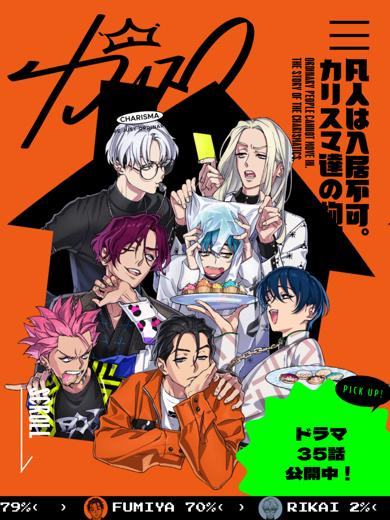 カリスマ
CHARISMA
凡人は入居不可。
カリスマ達の物
ORDINARY PEOPLE CANNOT MOVE IN.
THE STORY OF THE CHARISMATICS.
SCROLL
PICK UP!
ドラマ
35話
公開中！
79%‹ › FUMIYA 70%‹ › RIKAI 2%‹